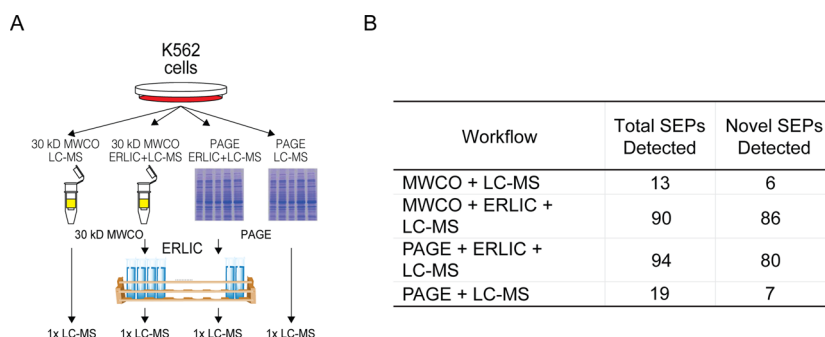 A
K562
cells
30 kD MWCO
LC-MS
30 kD MWCO
ERLIC+LC-MS
PAGE
ERLIC+LC-MS
PAGE
LC-MS
30 kD MWCO
PAGE
ERLIC
1x LC-MS
1x LC-MS
1x LC-MS
1x LC-MS
B
Workflow
Total SEPs
Detected
Novel SEPs
Detected
MWCO + LC-MS
13
6
MWCO + ERLIC +
LC-MS
90
86
PAGE + ERLIC +
LC-MS
94
80
PAGE + LC-MS
19
7